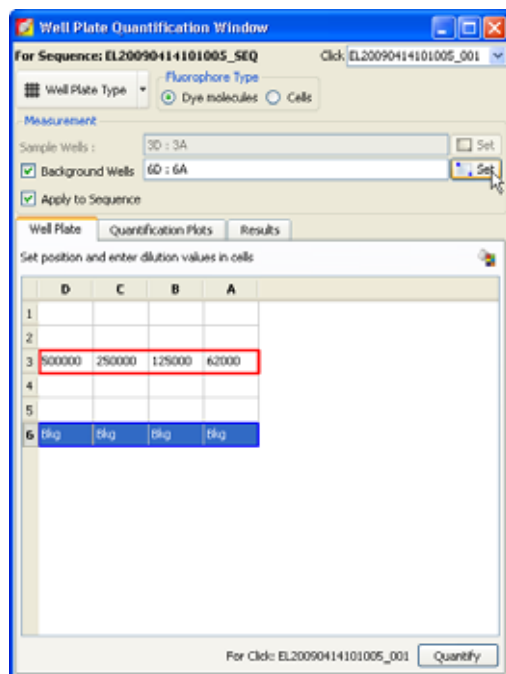 Well Plate Quantification Window
For Sequence: EL20090414101005_SEQ Click EL20090414101005_001
Well Plate Type Fluorophore Type
Dye molecules Cells
Measurement
Sample Wells : 3D : 3A Set
Background Wells 6D : 6A Set
Apply to Sequence
Well Plate Quantification Plots Results
Set position and enter dilution values in cells
D C B A
1
2
3 500000 250000 125000 62000
4
5
6 Bkg Bkg Bkg Bkg
For Click: EL20090414101005_001 Quantify